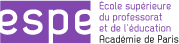 espe
École supérieure
du professorat
et de l'éducation
Académie de Paris